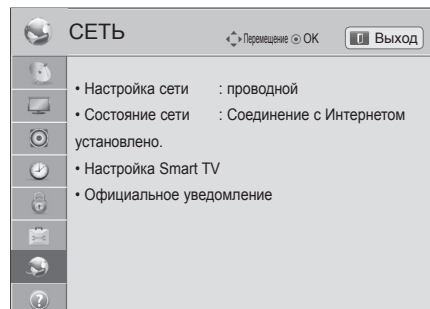 СЕТЬ
Перемещение OK
Выход
• Настройка сети : проводной
• Состояние сети : Соединение с Интернетом
установлено.
• Настройка Smart TV
• Официальное уведомление